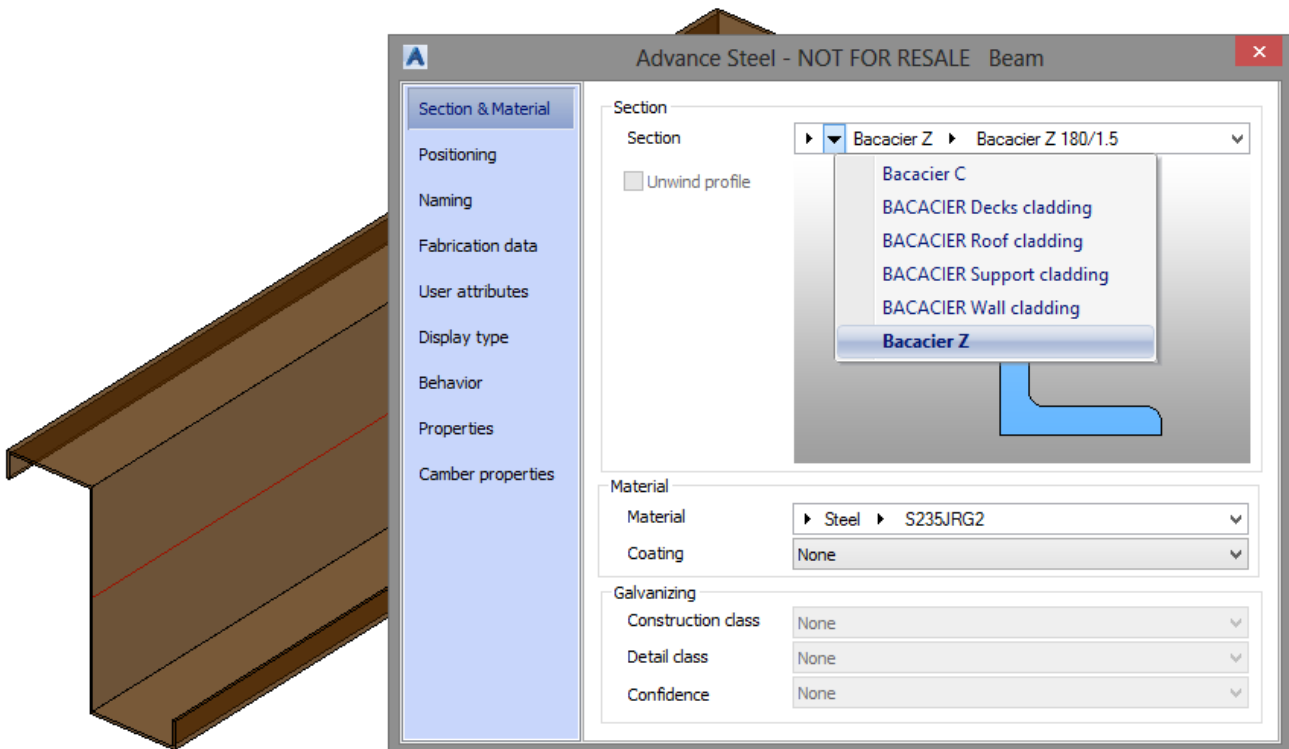 Advance Steel - NOT FOR RESALE Beam
Section & Material
Positioning
Naming
Fabrication data
User attributes
Display type
Behavior
Properties
Camber properties
Section
Section Bacacier Z Bacacier Z 180/1.5
Unwind profile
Bacacier C
BACACIER Decks cladding
BACACIER Roof cladding
BACACIER Support cladding
BACACIER Wall cladding
Bacacier Z
Material
Material Steel S235JRG2
Coating None
Galvanizing
Construction class None
Detail class None
Confidence None